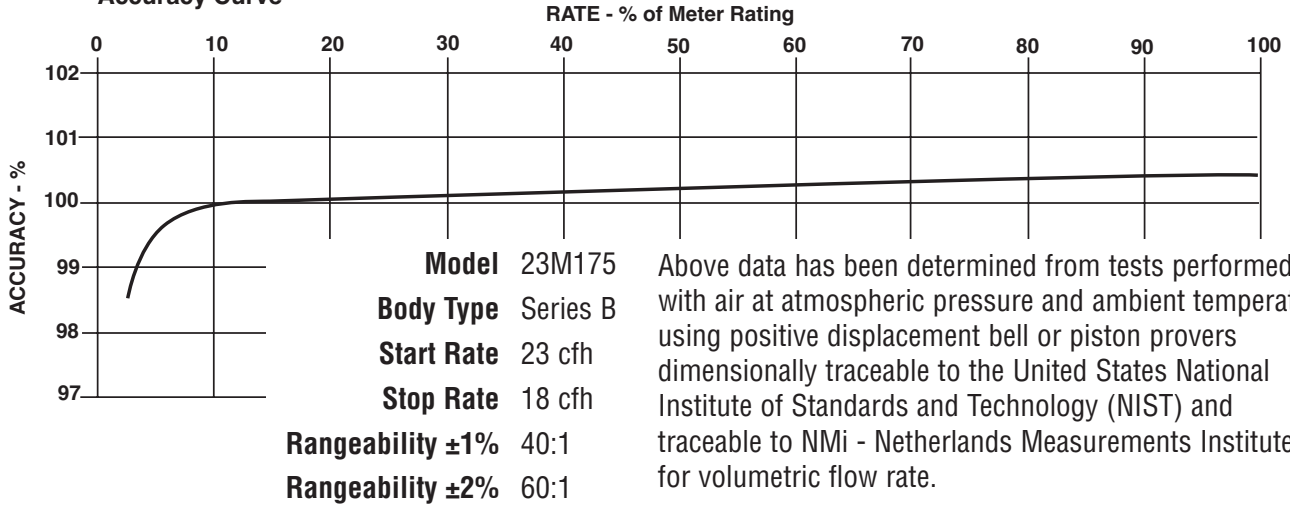 Accuracy Curve
RATE - % of Meter Rating
0 10 20 30 40 50 60 70 80 90 100
102
101
100
99
98
97
ACCURACY - %
Model 23M175
Body Type Series B
Start Rate 23 cfh
Stop Rate 18 cfh
Rangeability ±1% 40:1
Rangeability ±2% 60:1
Above data has been determined from tests performed
with air at atmospheric pressure and ambient temperat
using positive displacement bell or piston provers
dimensionally traceable to the United States National
Institute of Standards and Technology (NIST) and
traceable to NMi - Netherlands Measurements Institute
for volumetric flow rate.